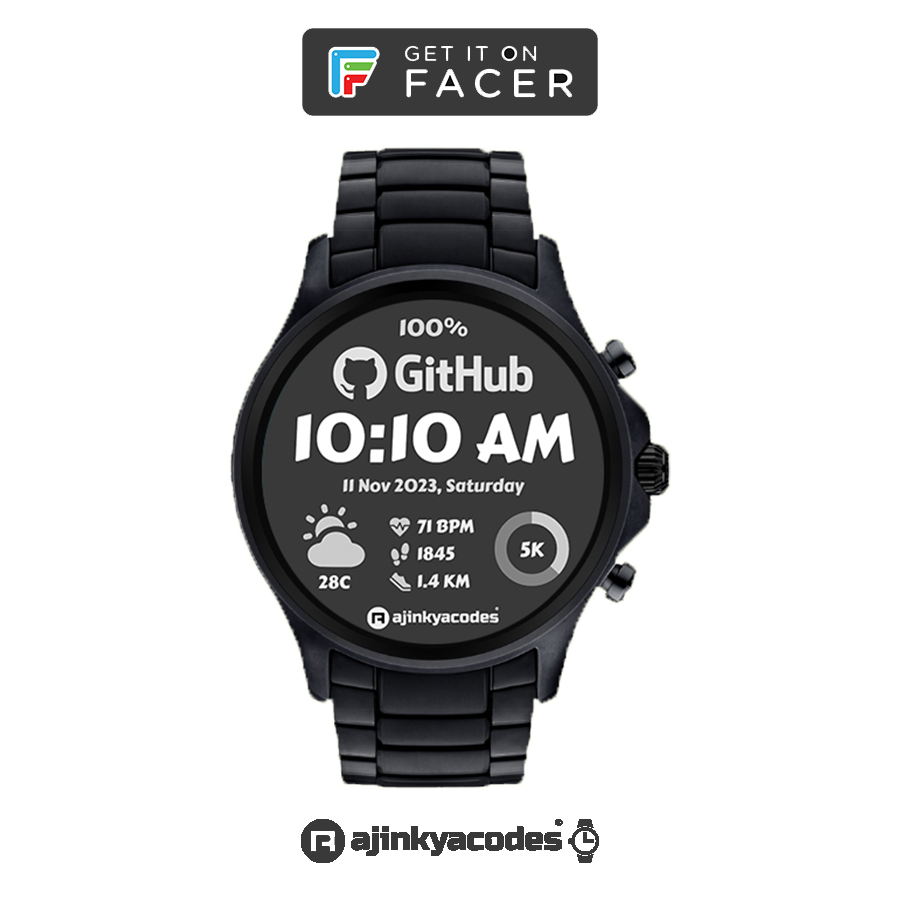 GET IT ON
FACER
100%
GitHub
10:10 AM
11 Nov 2023, Saturday
71 BPM
1845
1.4 KM
28C
5K
ajinkyacodes
ajinkyacodes